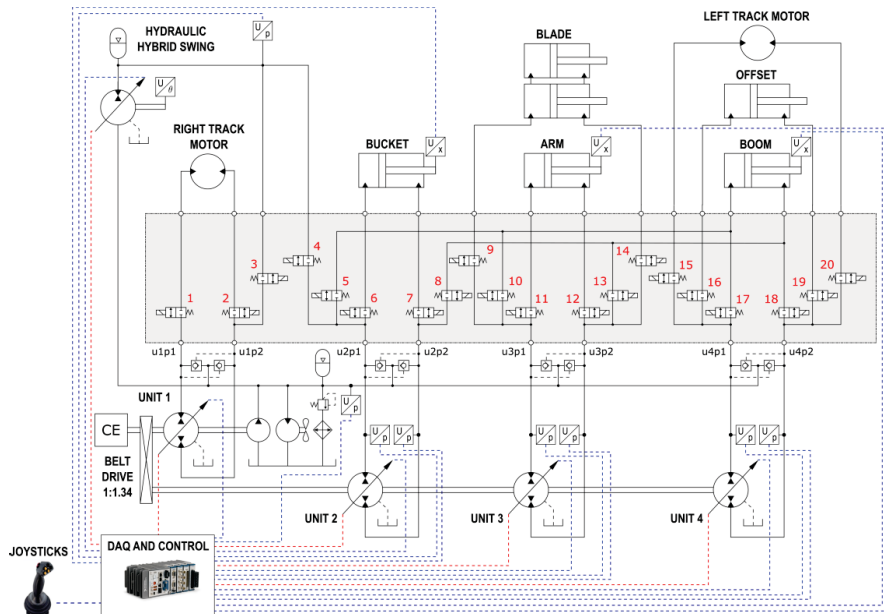 HYDRAULIC
HYBRID SWING
U
p
U
θ
RIGHT TRACK
MOTOR
BUCKET
U
x
BLADE
ARM
U
x
LEFT TRACK MOTOR
OFFSET
BOOM
U
x
1
2
3
4
5
6
7
8
9
10
11
12
13
14
15
16
17
18
19
20
u1p1
u1p2
u2p1
u2p2
u3p1
u3p2
u4p1
u4p2
UNIT 1
U
p
CE
BELT
DRIVE
1:1.34
U
p
U
p
U
p
U
p
U
p
U
p
UNIT 2
UNIT 3
UNIT 4
JOYSTICKS
DAQ AND CONTROL